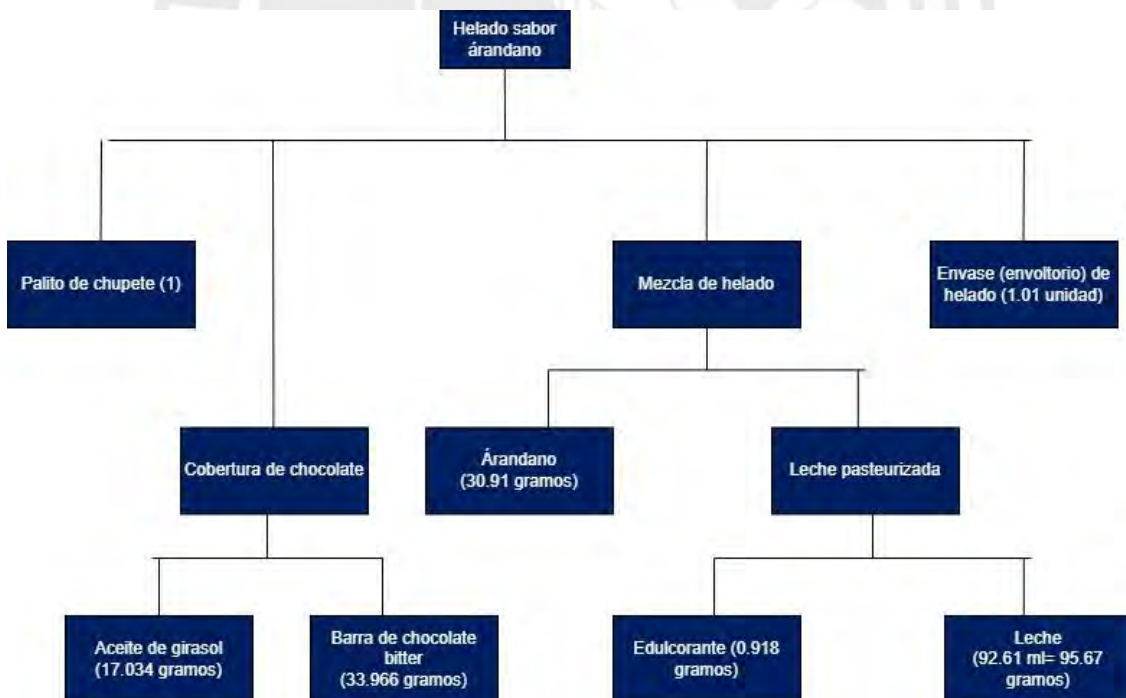 Helado sabor
árandano
Palito de chupete (1)
Mezcla de helado
Envase (envoltorio) de
helado (1.01 unidad)
Cobertura de chocolate
Árandano
(30.91 gramos)
Leche pasteurizada
Aceite de girasol
(17.034 gramos)
Barra de chocolate
bitter
(33.966 gramos)
Edulcorante (0.918
gramos)
Leche
(92.61 ml= 95.67
gramos)